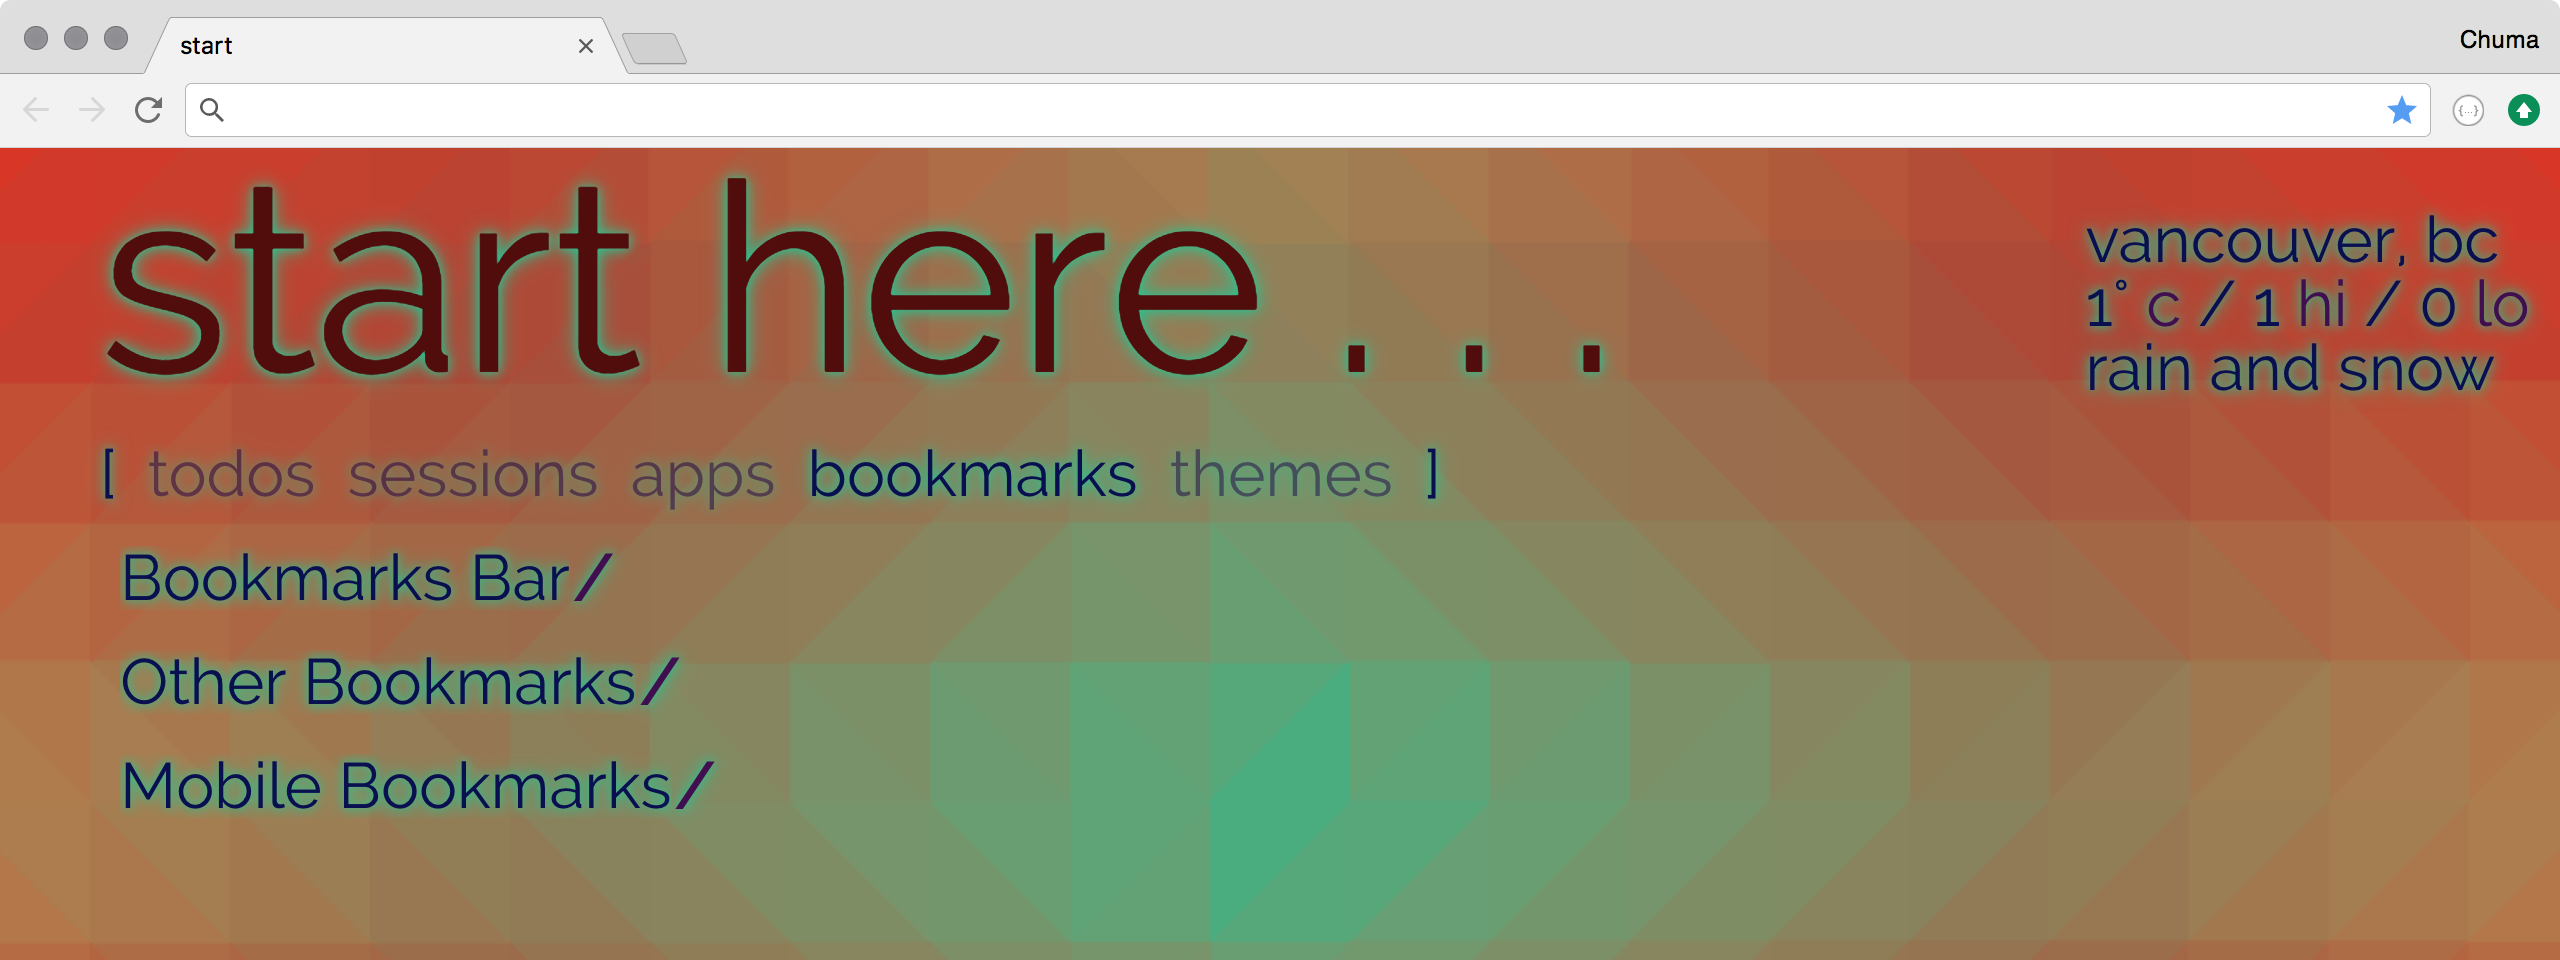 start
Chuma
{...}
start here . . .
vancouver, bc
1° c / 1 hi / 0 lo
rain and snow
[ todos sessions apps bookmarks themes ]
Bookmarks Bar/
Other Bookmarks/
Mobile Bookmarks/